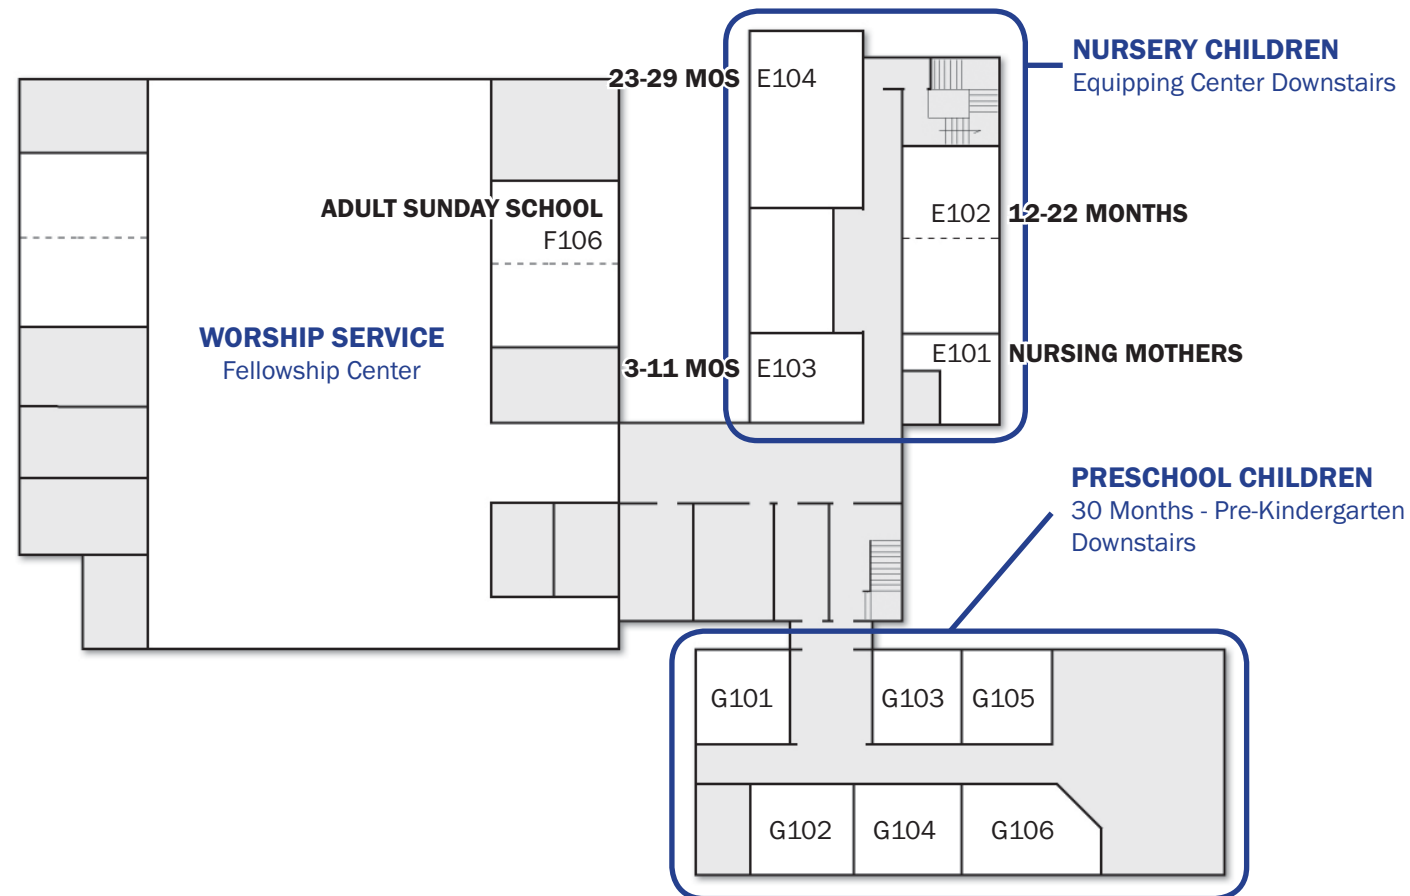 NURSERY CHILDREN
Equipping Center Downstairs
23-29 MOS E104
ADULT SUNDAY SCHOOL
F106
E102 12-22 MONTHS
WORSHIP SERVICE
Fellowship Center
3-11 MOS E103
E101 NURSING MOTHERS
PRESCHOOL CHILDREN
30 Months - Pre-Kindergarten
Downstairs
G101 G103 G105
G102 G104 G106